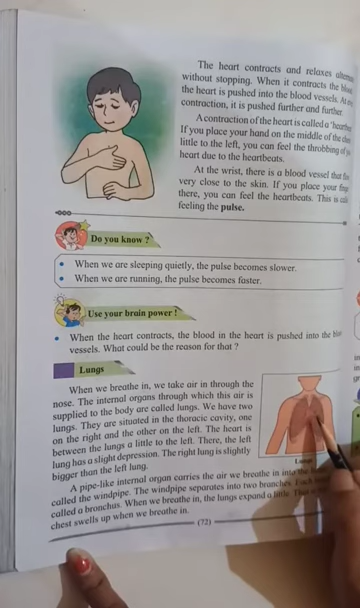 The heart contracts and relaxes
without stopping. When it contracts the
the heart is pushed into the blood vessels. At
contraction, it is pushed further and further.
A contraction of the heart is called a
If you place your hand on the middle of the
little to the left, you can feel the throbbing of
heart due to the heartbeats.
At the wrist, there is a blood vessel that
very close to the skin. If you place your
there, you can feel the heartbeats. This is
feeling the pulse.
Do you know ?
• When we are sleeping quietly, the pulse becomes slower.
• When we are running, the pulse becomes faster.
Use your brain power !
• When the heart contracts, the blood in the heart is pushed into the
vessels. What could be the reason for that ?
Lungs
When we breathe in, we take air in through the
nose. The internal organs through which this air is
supplied to the body are called lungs. We have two
lungs. They are situated in the thoracic cavity, one
on the right and the other on the left. The heart is
between the lungs a little to the left. There, the left
lung has a slight depression. The right lung is slightly
bigger than the left lung.
Lungs
A pipe-like internal organ carries the air we breathe in into the
called the windpipe. The windpipe separates into two branches. Each
called a bronchus. When we breathe in, the lungs expand a little.
chest swells up when we breathe in.
(72)